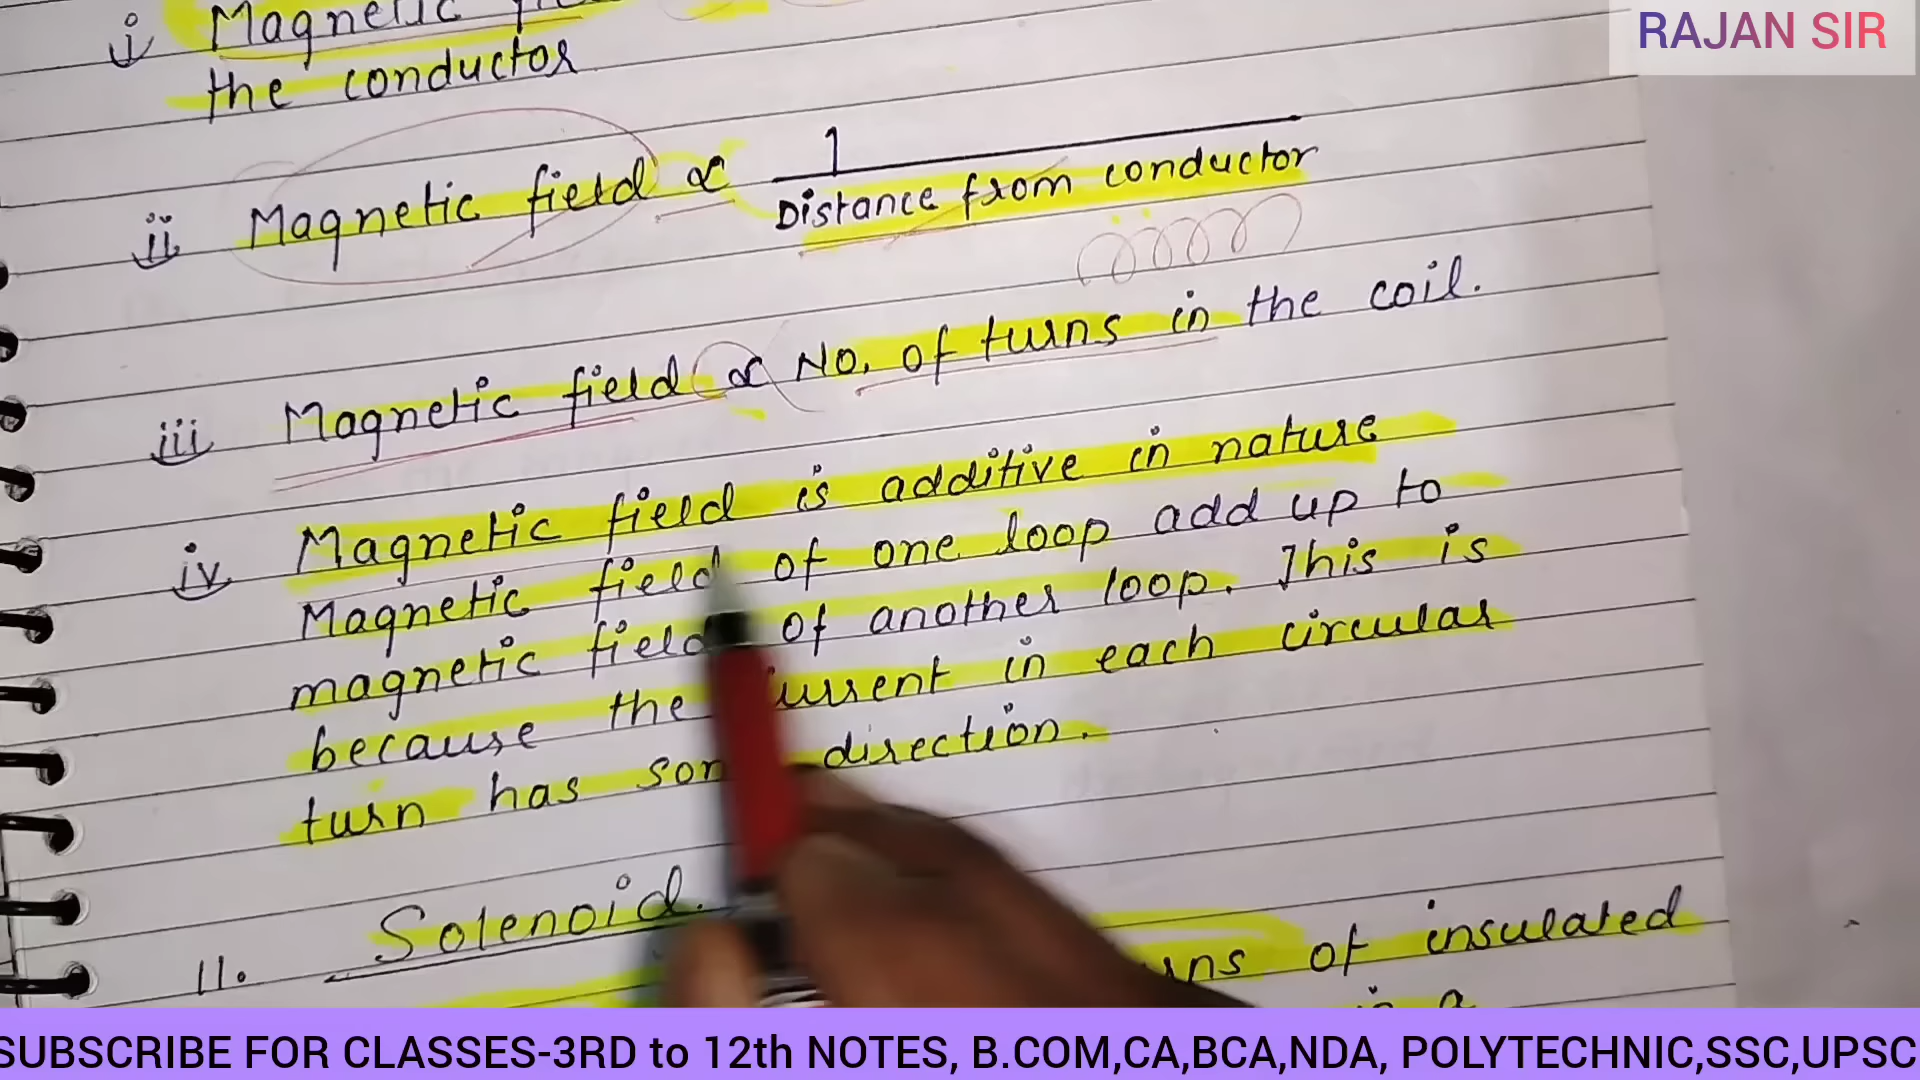 RAJAN SIR
i Magnetic
the conductor
ii Magnetic field ∝ 1
Distance from conductor
iii Magnetic field ∝ No. of turns in the coil.
iv Magnetic field is additive in nature
Magnetic field of one loop add up to
magnetic field of another loop. This is
because the current in each circular
turn has direction.
11. Solenoid.
of insulated
in a
SUBSCRIBE FOR CLASSES-3RD to 12th NOTES, B.COM,CA,BCA,NDA, POLYTECHNIC,SSC,UPSC